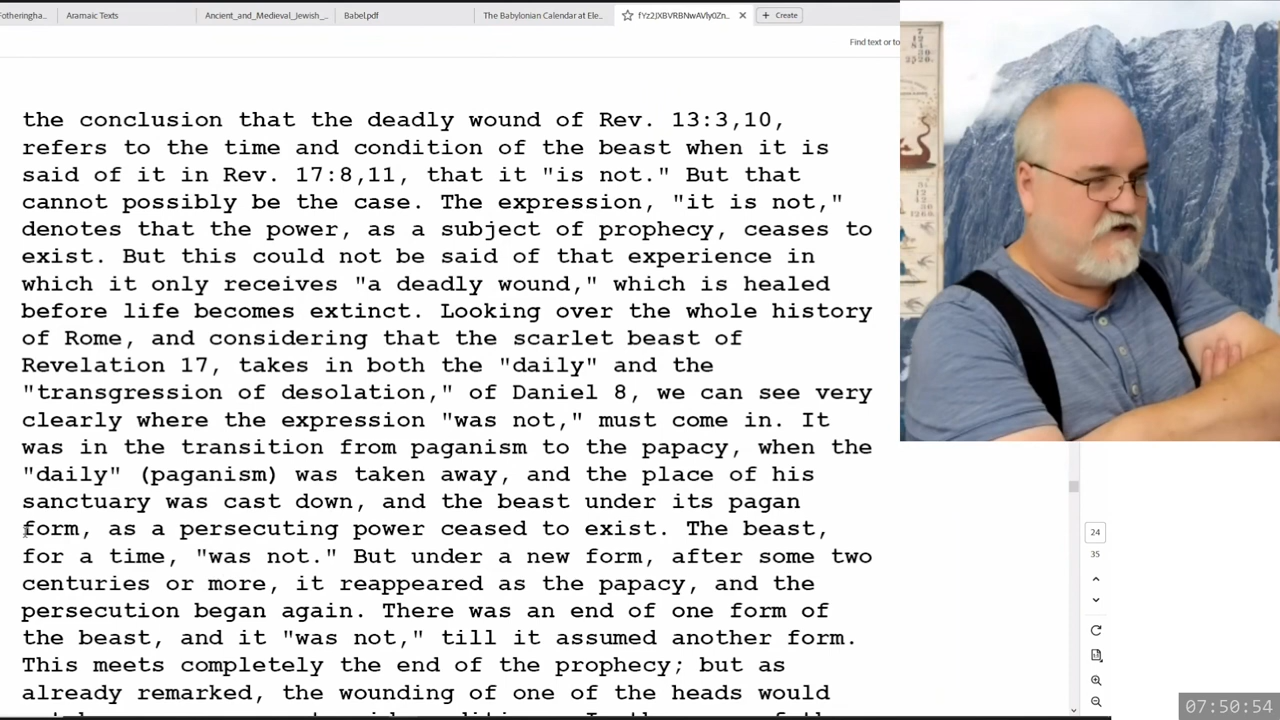 Fotheringha...
Aramaic Texts
Ancient_and_Medieval_Jewish_...
Babel.pdf
The Babylonian Calendar at Ele...
fYz2JXBVRBNwAVly0Zn...
Create
Find text or to
the conclusion that the deadly wound of Rev. 13:3,10,
refers to the time and condition of the beast when it is
said of it in Rev. 17:8,11, that it "is not." But that
cannot possibly be the case. The expression, "it is not,"
denotes that the power, as a subject of prophecy, ceases to
exist. But this could not be said of that experience in
which it only receives "a deadly wound," which is healed
before life becomes extinct. Looking over the whole history
of Rome, and considering that the scarlet beast of
Revelation 17, takes in both the "daily" and the
"transgression of desolation," of Daniel 8, we can see very
clearly where the expression "was not," must come in. It
was in the transition from paganism to the papacy, when the
"daily" (paganism) was taken away, and the place of his
sanctuary was cast down, and the beast under its pagan
form, as a persecuting power ceased to exist. The beast,
for a time, "was not." But under a new form, after some two
centuries or more, it reappeared as the papacy, and the
persecution began again. There was an end of one form of
the beast, and it "was not," till it assumed another form.
This meets completely the end of the prophecy; but as
already remarked, the wounding of one of the heads would
24
35
07:50:54